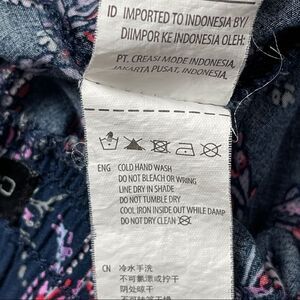 ID IMPORTED TO INDONESIA BY/
DIIMPOR KE INDONESIA OLEH:
PT. CREASI MODE INDONESIA,
JAKARTA PUSAT, INDONESIA.
ENG COLD HAND WASH
DO NOT BLEACH OR WRING
LINE DRY IN SHADE
DO NOT TUMBLE DRY
COOL IRON INSIDE OUT WHILE DAMP
DO NOT DRY CLEAN
CN 冷水手洗
不可氯漂或拧干
阴处晾干